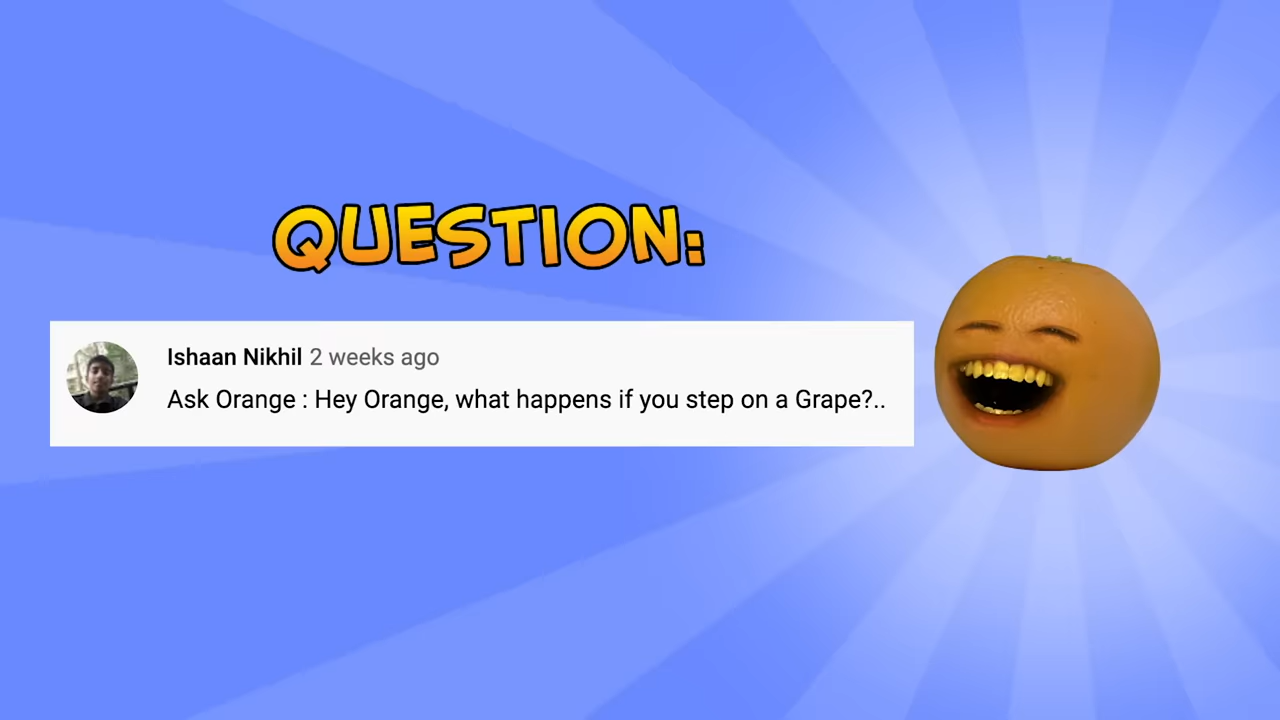 QUESTION:
Ishaan Nikhil 2 weeks ago
Ask Orange : Hey Orange, what happens if you step on a Grape?..